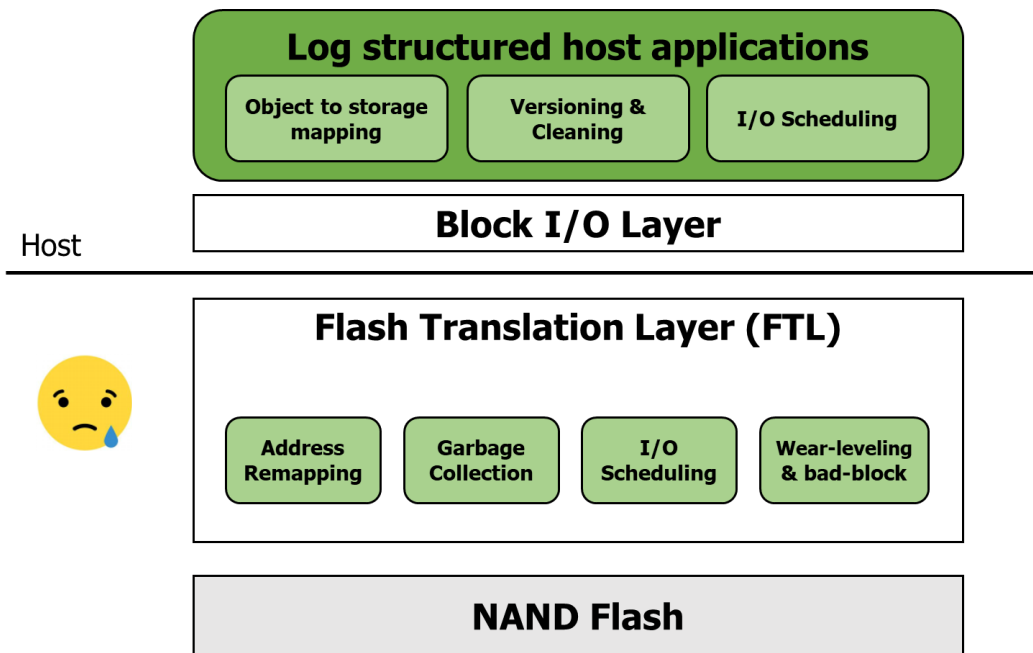 Log structured host applications
Object to storage
mapping
Versioning &
Cleaning
I/O Scheduling
Block I/O Layer
Host
Flash Translation Layer (FTL)
Address
Remapping
Garbage
Collection
I/O
Scheduling
Wear-leveling
& bad-block
NAND Flash